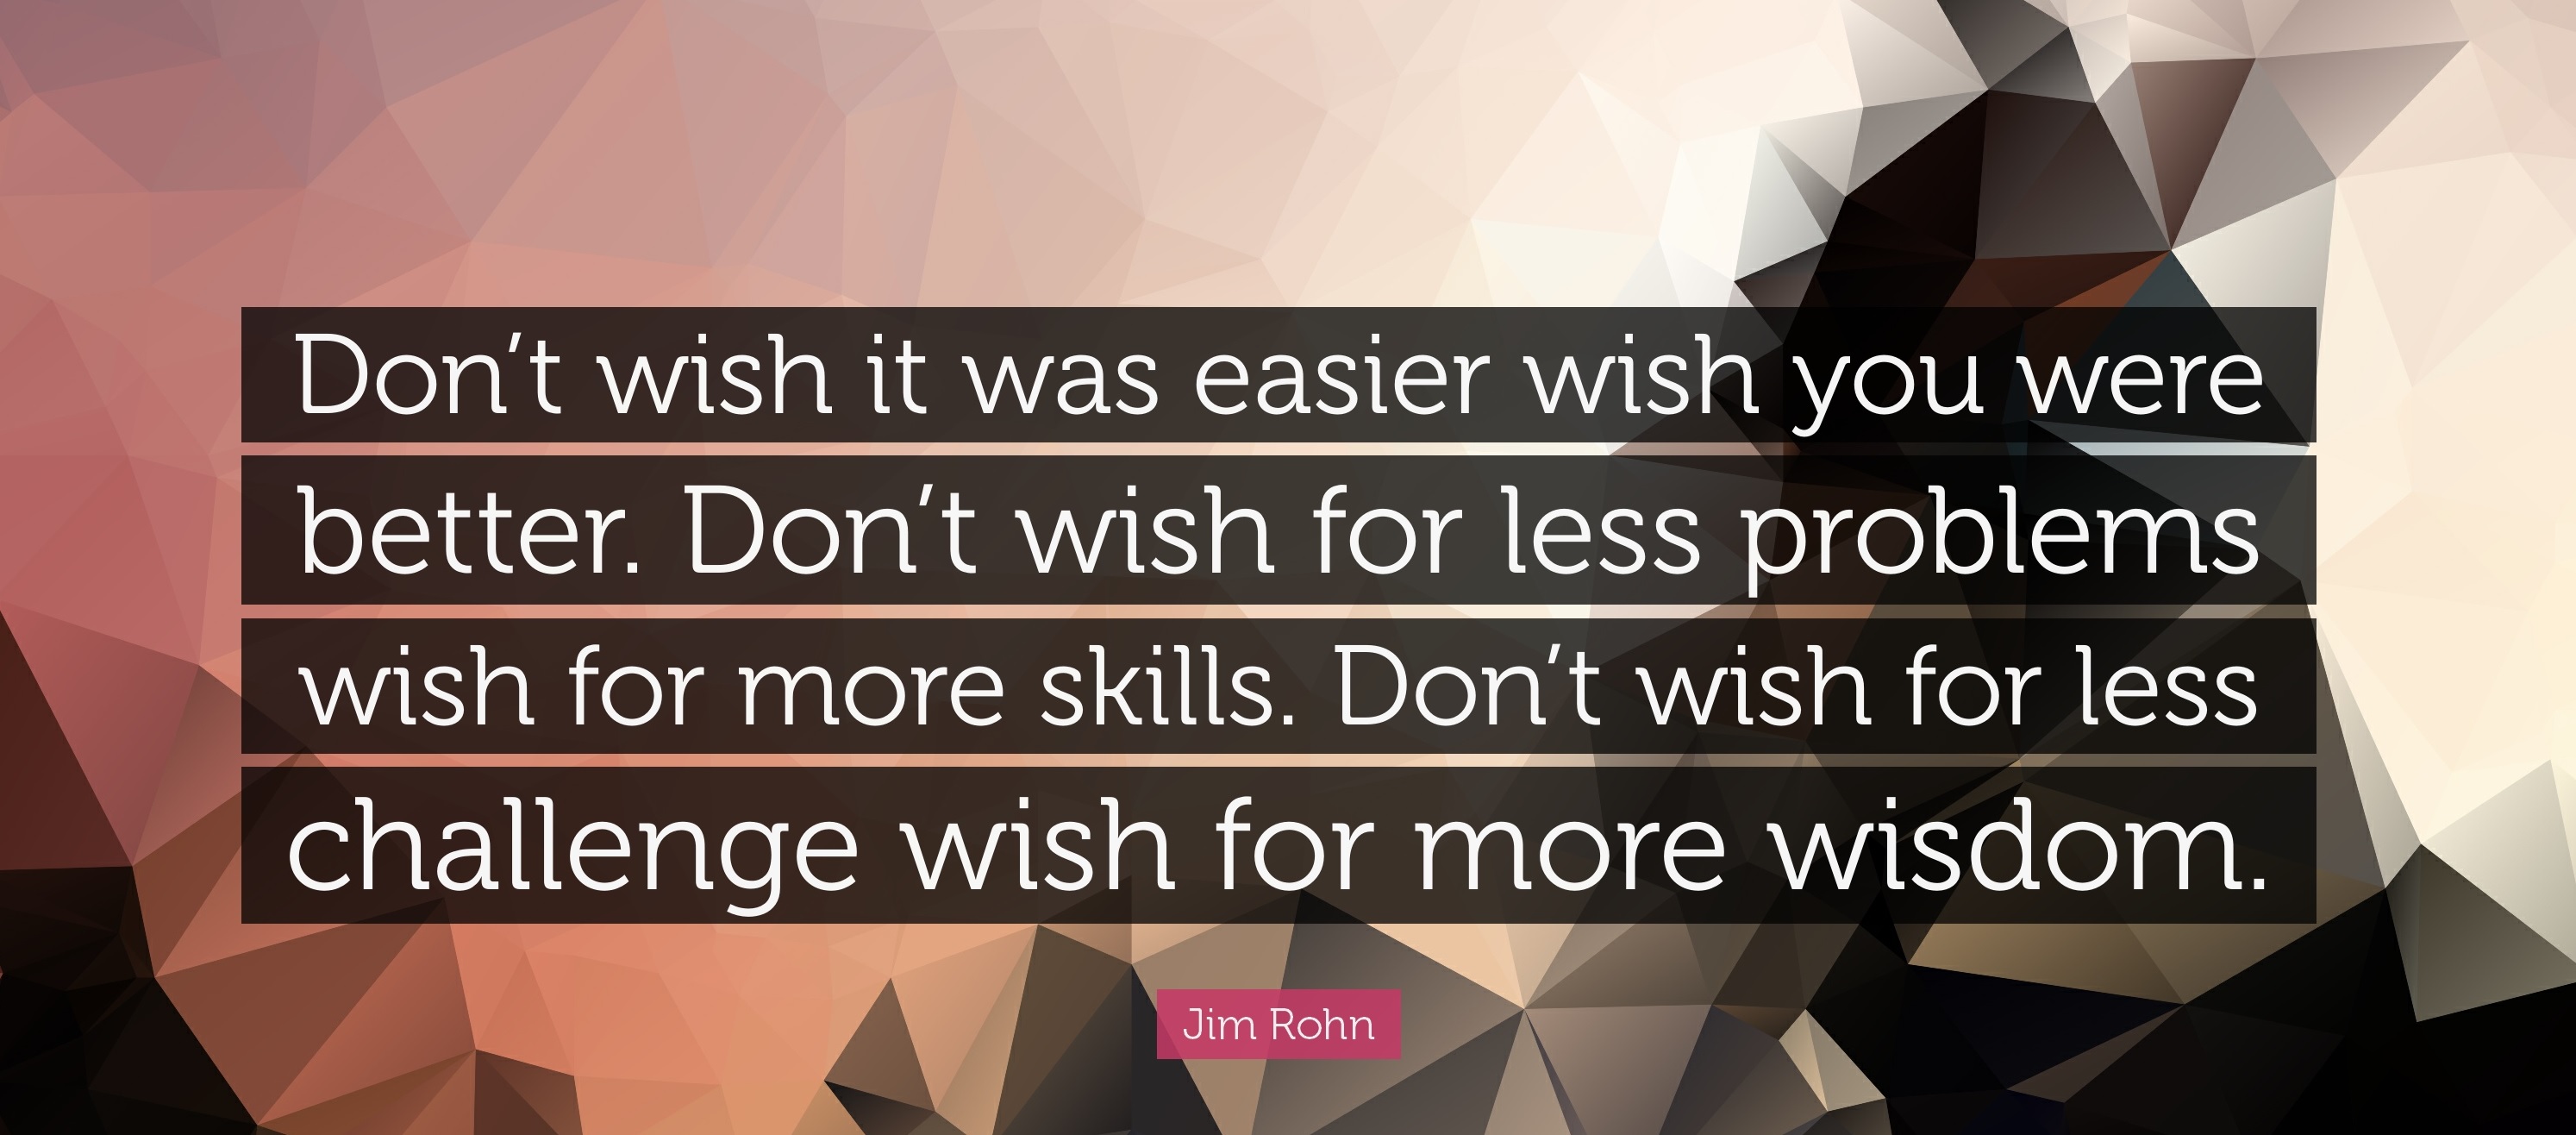 Don’t wish it was easier wish you were
better. Don’t wish for less problems
wish for more skills. Don’t wish for less
challenge wish for more wisdom.
Jim Rohn